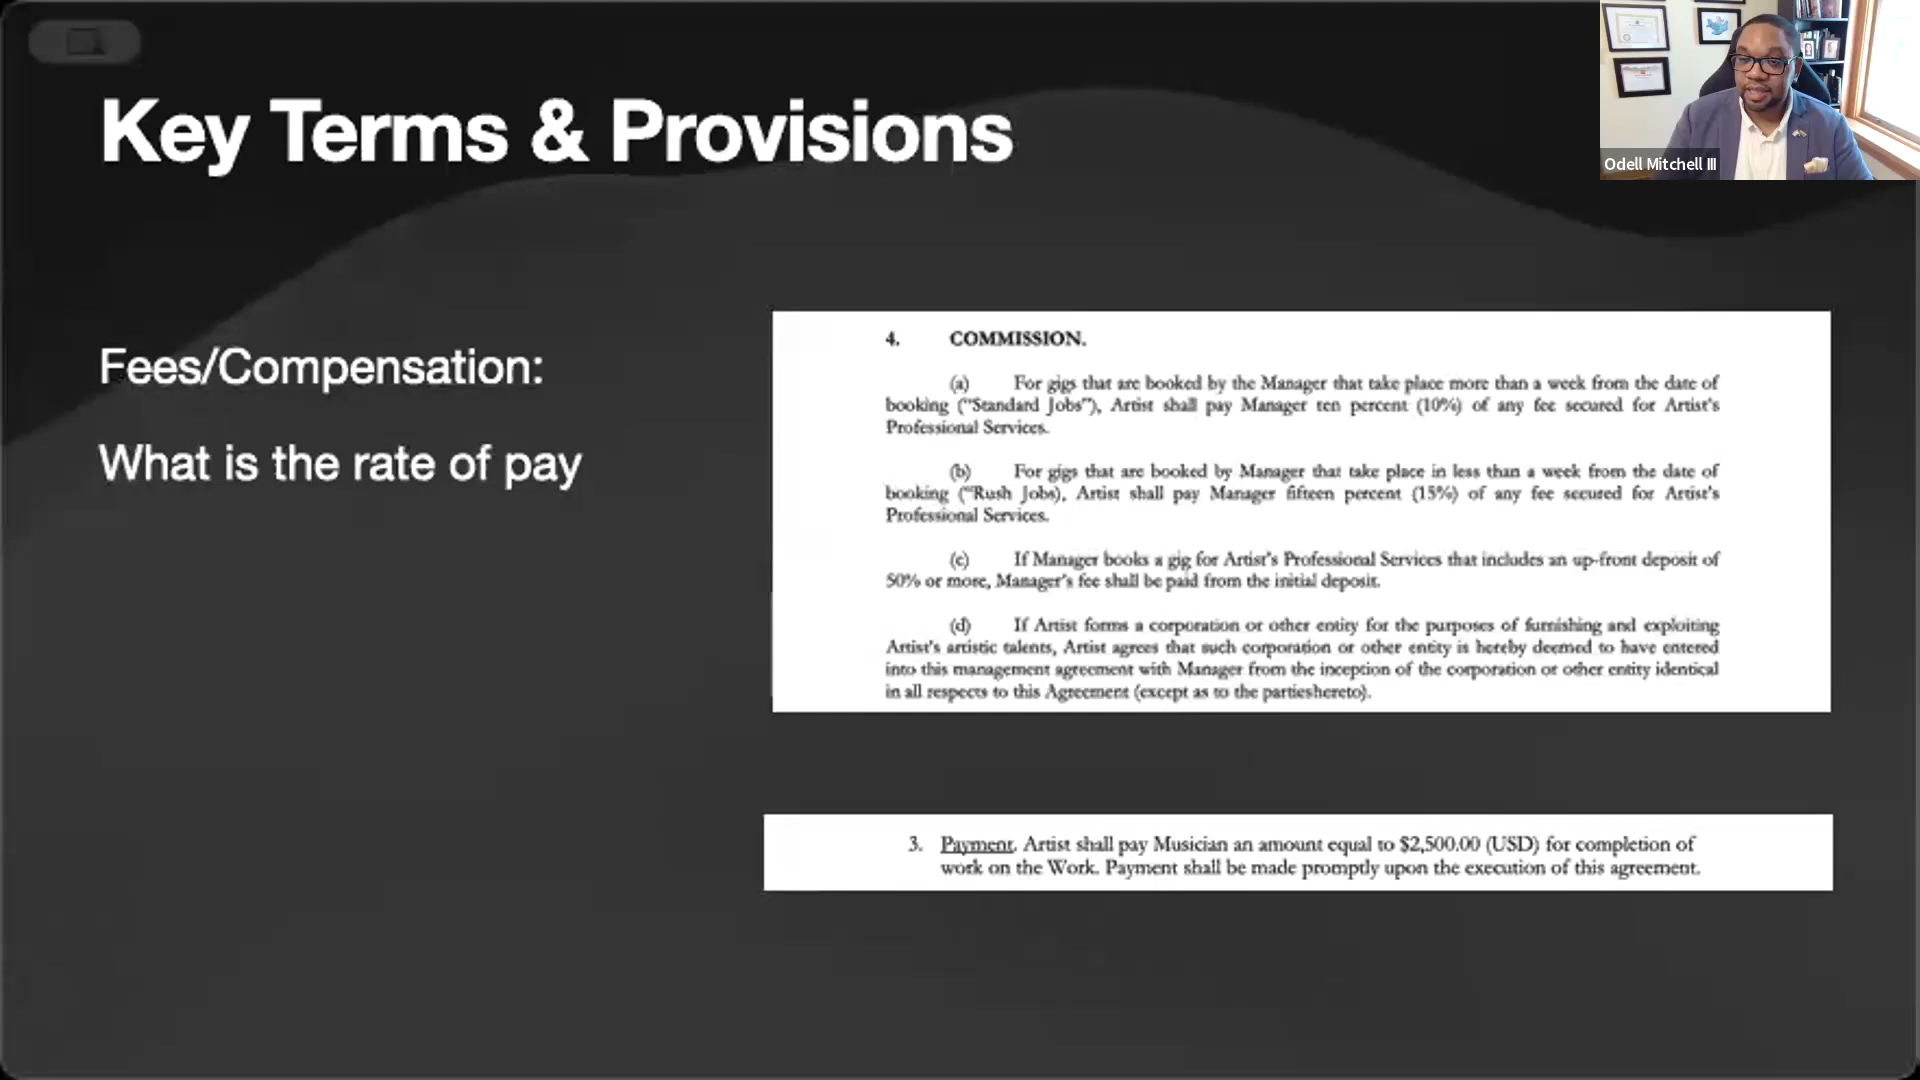 Key Terms & Provisions
Odell Mitchell III
Fees/Compensation:
What is the rate of pay
4. COMMISSION.
(a) For gigs that are booked by the Manager that take place more than a week from the date of
booking ("Standard Jobs"), Artist shall pay Manager ten percent (10%) of any fee secured for Artist's
Professional Services.
(b) For gigs that are booked by Manager that take place in less than a week from the date of
booking ("Rush Jobs), Artist shall pay Manager fifteen percent (15%) of any fee secured for Artist's
Professional Services.
(c) If Manager books a gig for Artist's Professional Services that includes an up-front deposit of
50% or more, Manager's fee shall be paid from the initial deposit.
(d) If Artist forms a corporation or other entity for the purposes of furnishing and exploiting
Artist's artistic talents, Artist agrees that such corporation or other entity is hereby deemed to have entered
into this management agreement with Manager from the inception of the corporation or other entity identical
in all respects to this Agreement (except as to the partieshereto).
3. Payment. Artist shall pay Musician an amount equal to $2,500.00 (USD) for completion of
work on the Work. Payment shall be made promptly upon the execution of this agreement.